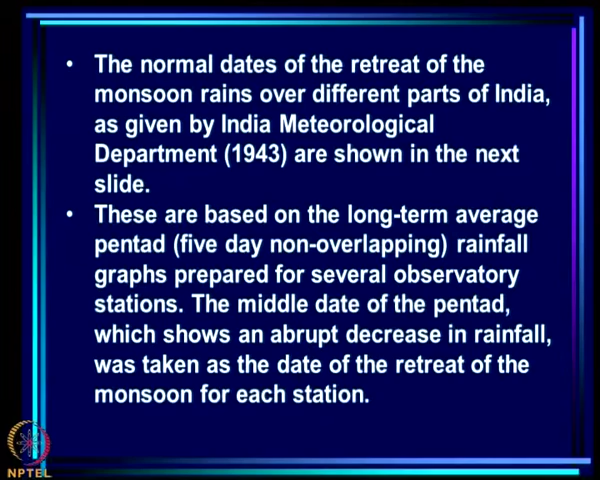 • The normal dates of the retreat of the
monsoon rains over different parts of India,
as given by India Meteorological
Department (1943) are shown in the next
slide.
• These are based on the long-term average
pentad (five day non-overlapping) rainfall
graphs prepared for several observatory
stations. The middle date of the pentad,
which shows an abrupt decrease in rainfall,
was taken as the date of the retreat of the
monsoon for each station.
NPTEL